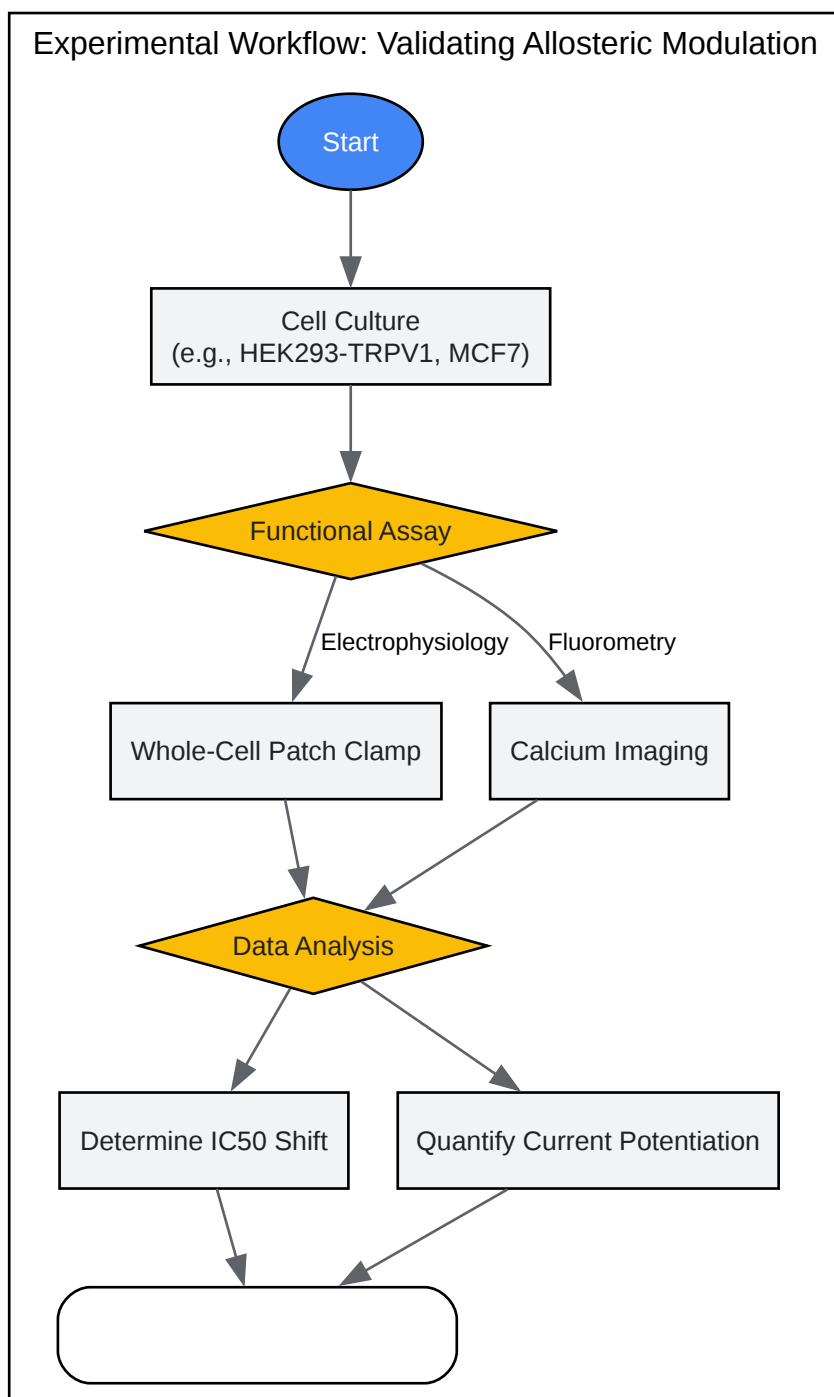 Experimental Workflow: Validating Allosteric Modulation
Start
Cell Culture
(e.g., HEK293-TRPV1, MCF7)
Functional Assay
Electrophysiology
Fluorometry
Whole-Cell Patch Clamp
Calcium Imaging
Data Analysis
Determine IC50 Shift
Quantify Current Potentiation